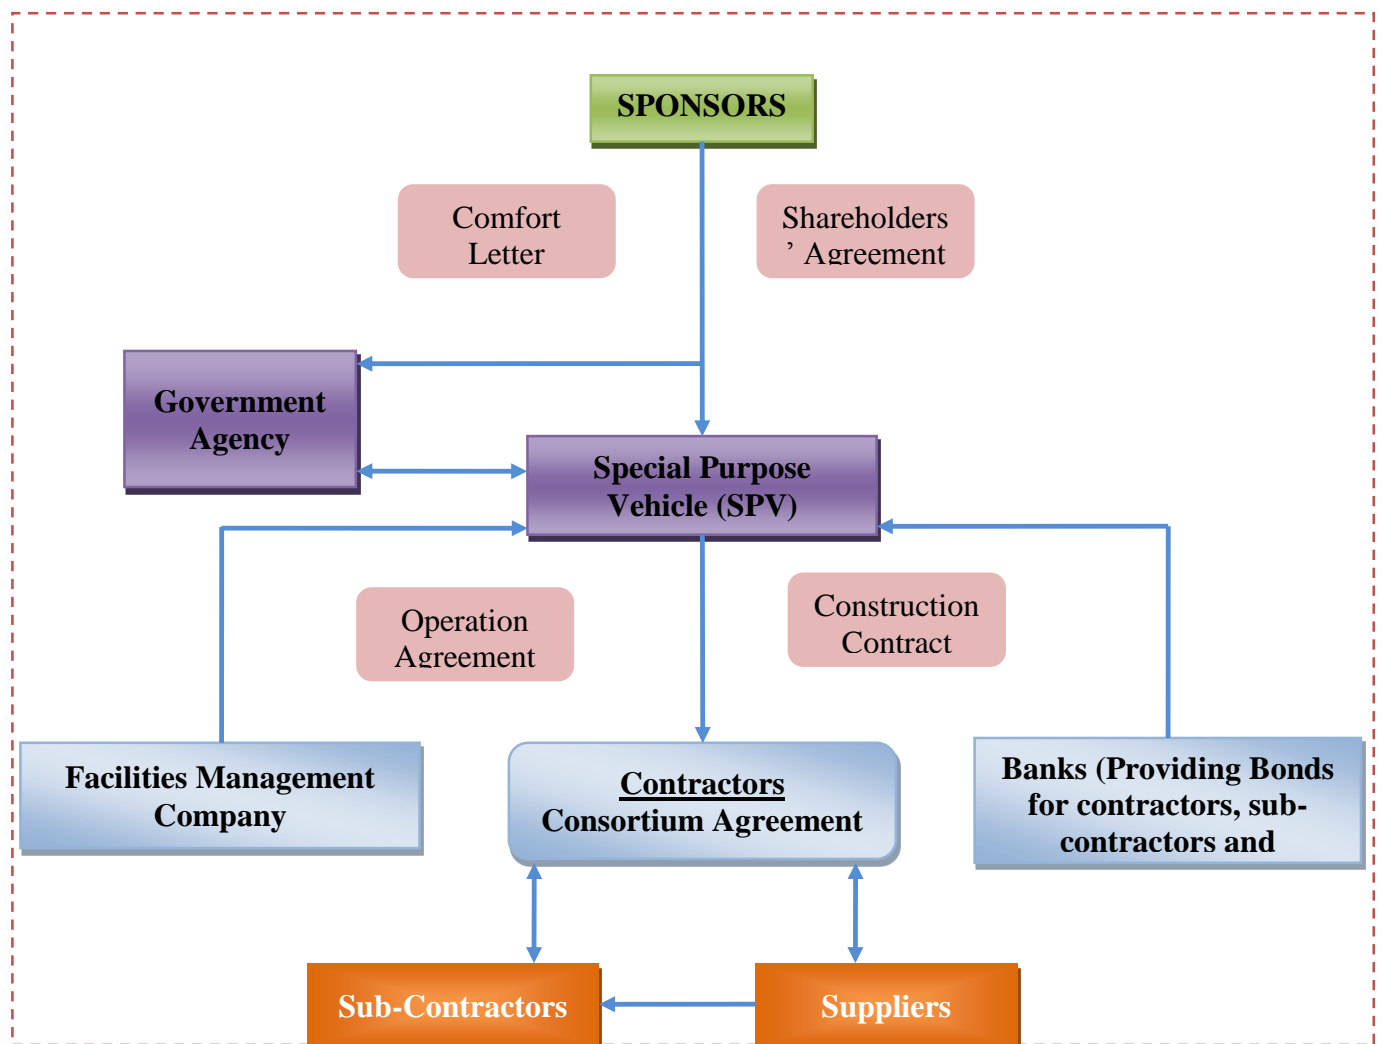 SPONSORS
Comfort
Letter
Shareholders
’ Agreement
Government
Agency
Special Purpose
Vehicle (SPV)
Operation
Agreement
Construction
Contract
Facilities Management
Company
Contractors
Consortium Agreement
Banks (Providing Bonds
for contractors, sub-
contractors and
Sub-Contractors
Suppliers